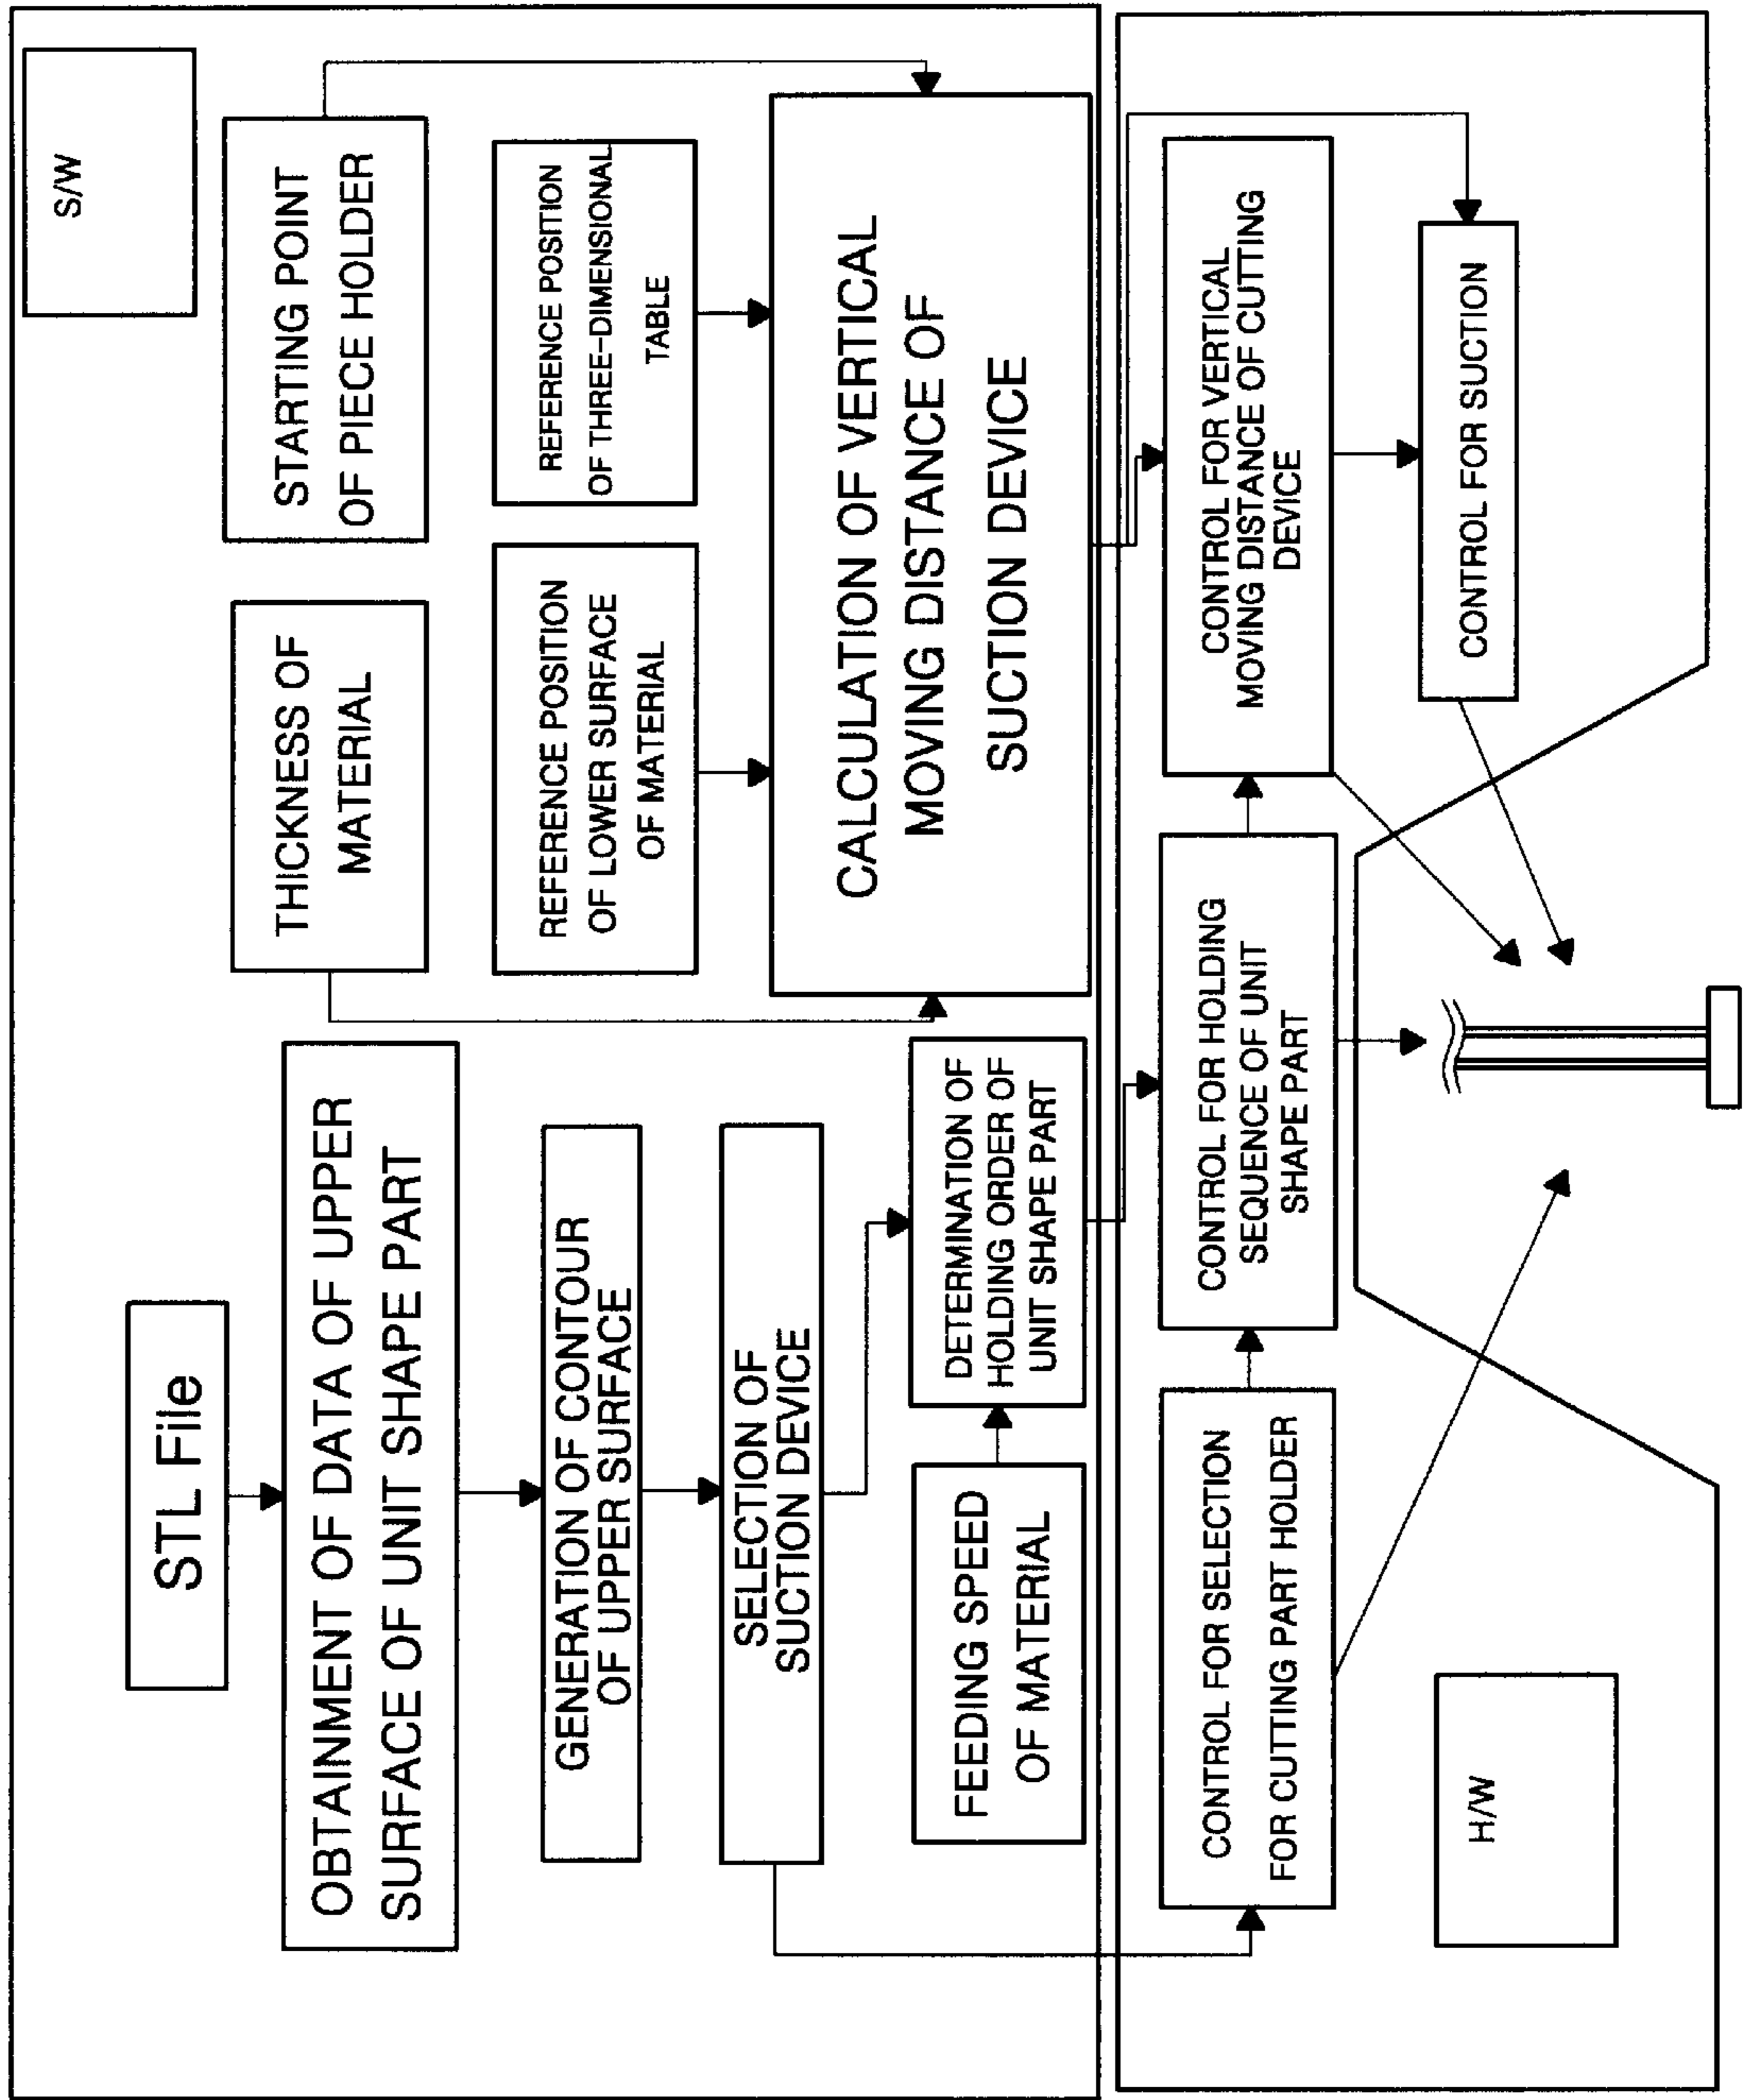 STL File
OBTAINMENT OF DATA OF UPPER
SURFACE OF UNIT SHAPE PART
GENERATION OF CONTOUR
OF UPPER SURFACE
SELECTION OF
SUCTION DEVICE
FEEDING SPEED
OF MATERIAL
DETERMINATION OF
HOLDING ORDER OF
UNIT SHAPE PART
S/W
THICKNESS OF
MATERIAL
STARTING POINT
OF PIECE HOLDER
REFERENCE POSITION
OF LOWER SURFACE
OF MATERIAL
REFERENCE POSITION
OF THREE-DIMENSIONAL
TABLE
CALCULATION OF VERTICAL
MOVING DISTANCE OF
SUCTION DEVICE
CONTROL FOR SELECTION
FOR CUTTING PART HOLDER
CONTROL FOR HOLDING
SEQUENCE OF UNIT
SHAPE PART
CONTROL FOR VERTICAL
MOVING DISTANCE OF CUTTING
DEVICE
CONTROL FOR SUCTION
H/W